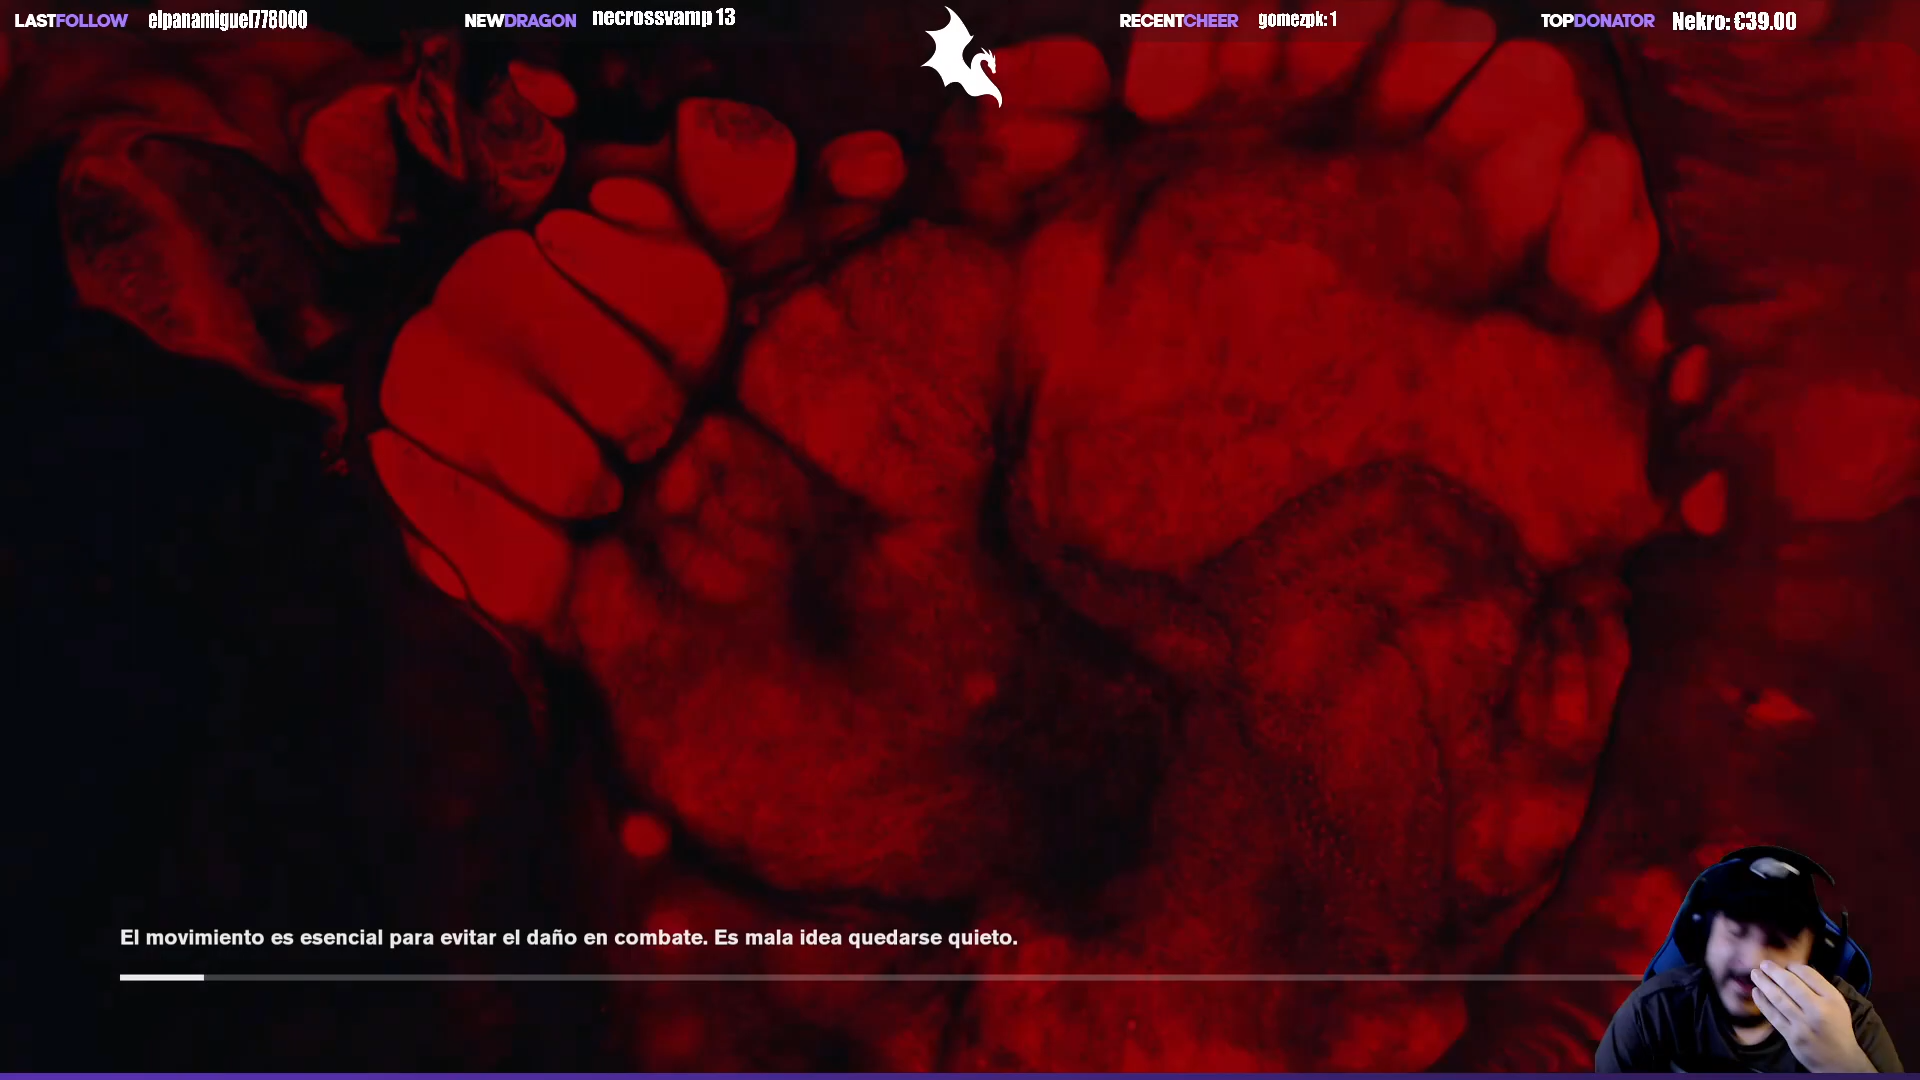 LASTFOLLOW elpanamiguel778000 NEWDRAGON necrossvamp 13 RECENTCHEER gomezpk: 1 TOPDONATOR Nekro: €39.00
El movimiento es esencial para evitar el daño en combate. Es mala idea quedarse quieto.